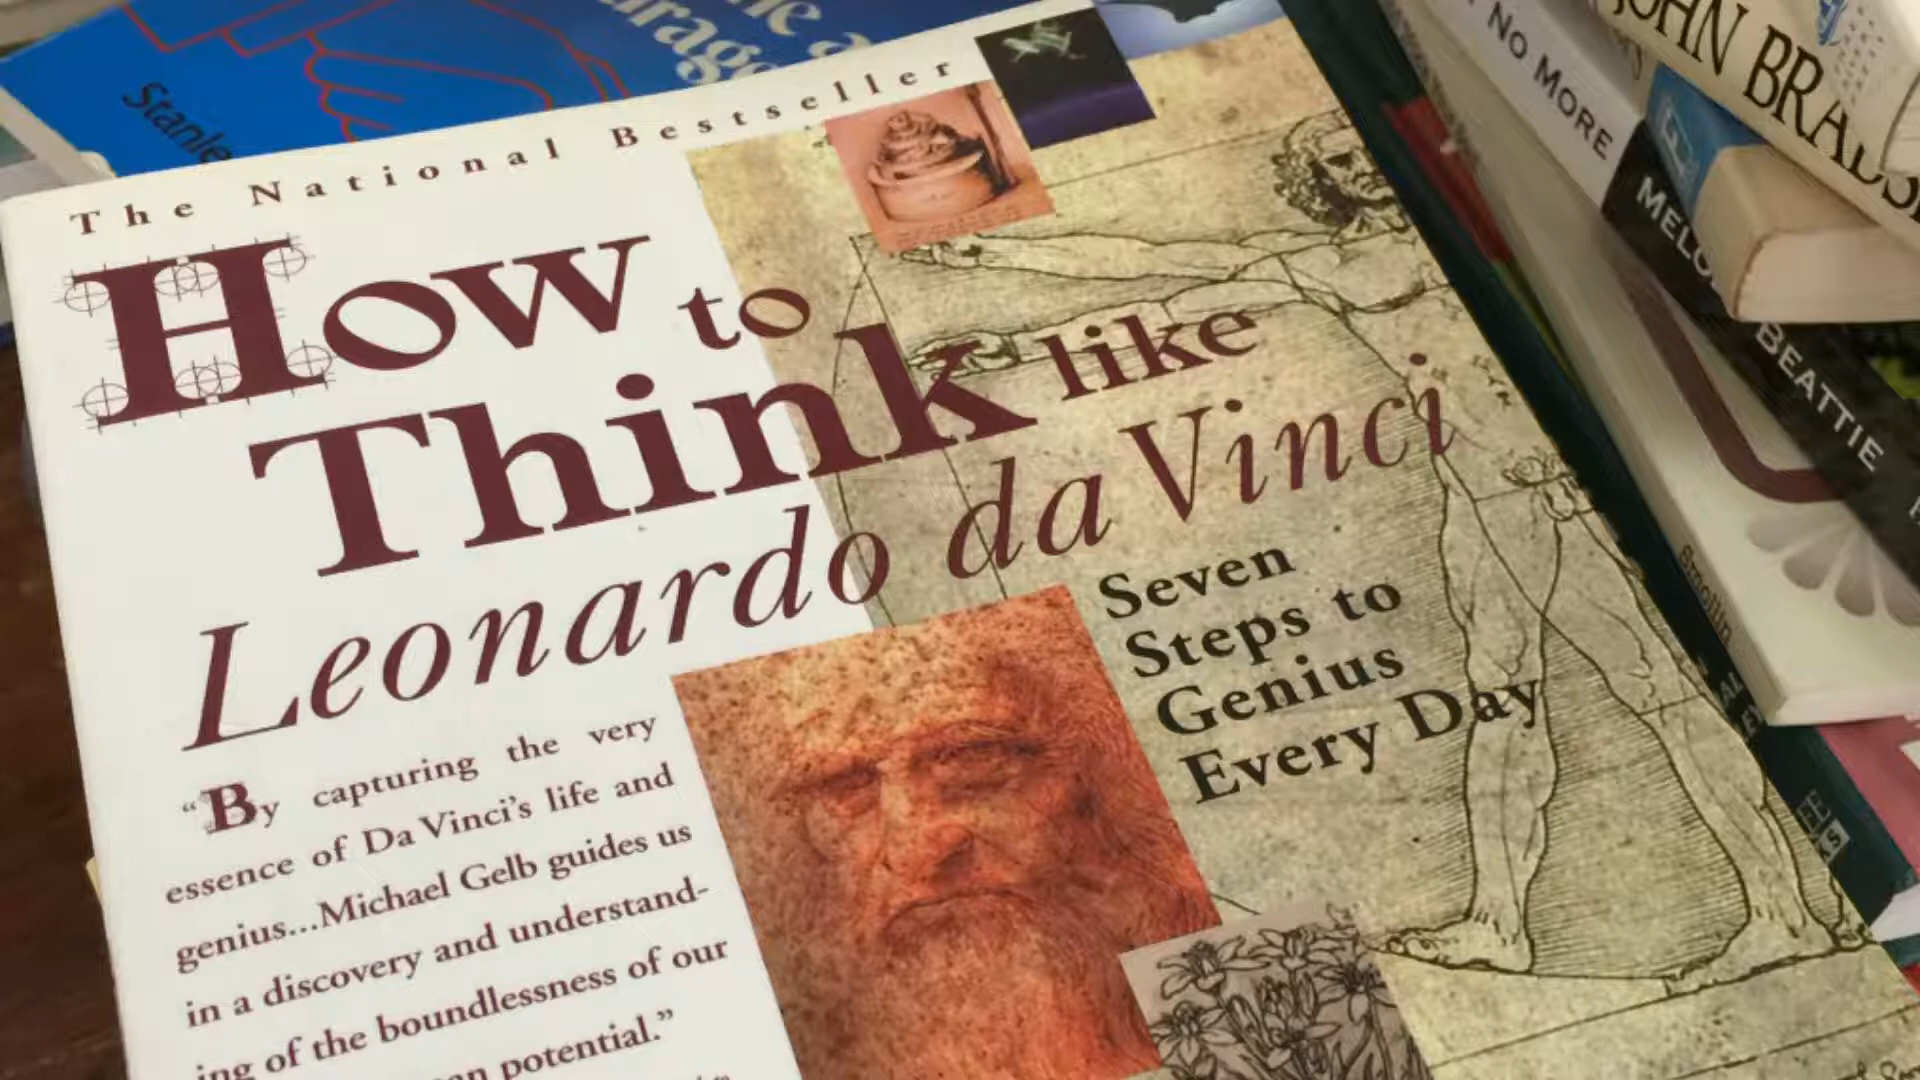 The National Bestseller
How to
Think like
Leonardo da Vinci
Seven
Steps to
Genius
Every Day
"By capturing the very
essence of Da Vinci's life and
genius...Michael Gelb guides us
in a discovery and understand-
ing of the boundlessness of our
potential."
NO MORE
JOHN
BEATTIE